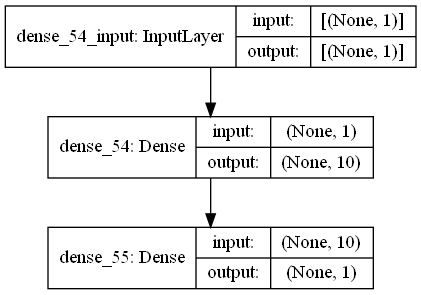 dense_54_input: InputLayer
input: [(None, 1)]
output: [(None, 1)]
dense_54: Dense
input: (None, 1)
output: (None, 10)
dense_55: Dense
input: (None, 10)
output: (None, 1)